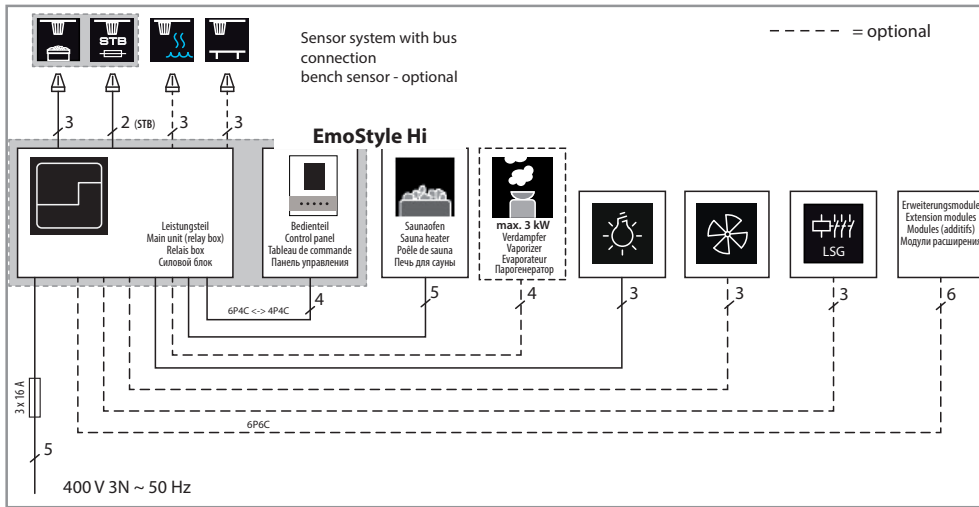 STB
Sensor system with bus
connection
bench sensor - optional
= optional
3
2 (STB)
3
3
EmoStyle Hi
Leistungsteil
Main unit (relay box)
Relais box
Силовой блок
Bedienteil
Control panel
Tableau de commande
Панель управления
Saunaofen
Sauna heater
Poêle de sauna
Печь для сауны
max. 3 kW
Verdampfer
Vaporizer
Evaporateur
Парогенератор
LSG
Erweiterungsmodule
Extension modules
Modules (additifs)
Модули расширения
4
5
4
3
3
3
6
6P4C <-> 4P4C
3 x 16 A
6P6C
5
400 V 3N ~ 50 Hz